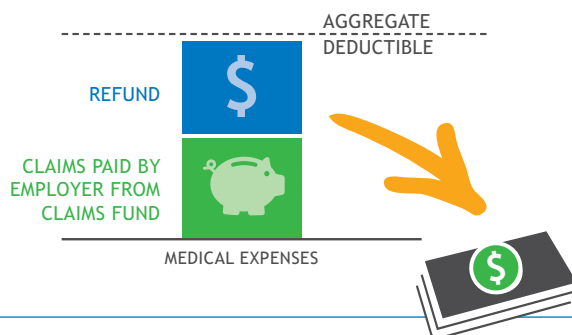 AGGREGATE
DEDUCTIBLE
REFUND
$
CLAIMS PAID BY
EMPLOYER FROM
CLAIMS FUND
MEDICAL EXPENSES
$